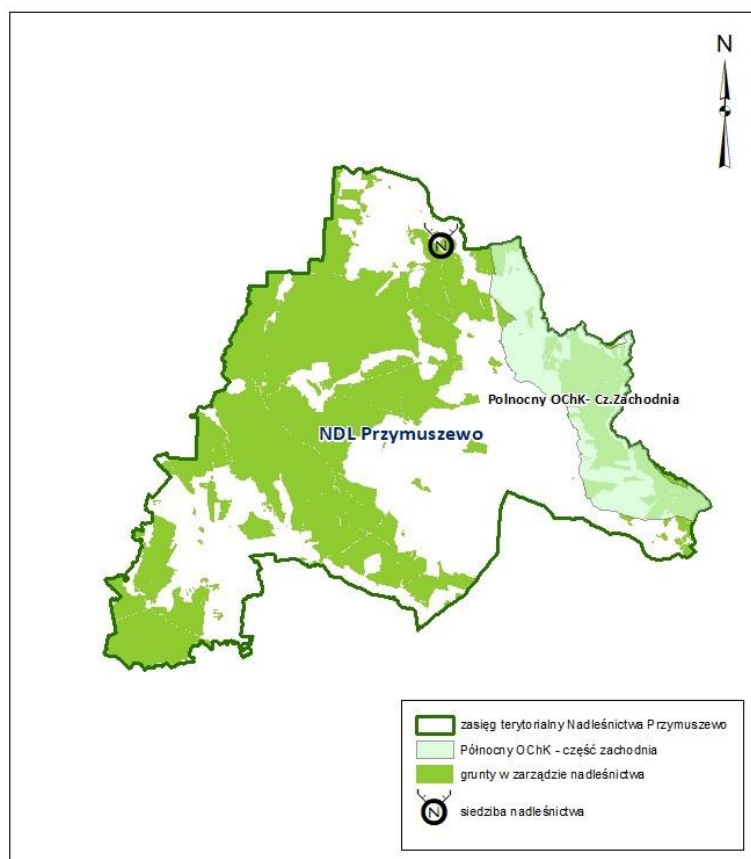 N
N
Polnocny OChK- Cz.Zachodnia
NDL Przymuszewo
zasięg terytorialny Nadleśnictwa Przymuszewo
Północny OChK - część zachodnia
grunty w zarządzie nadleśnictwa
N
siedziba nadleśnictwa